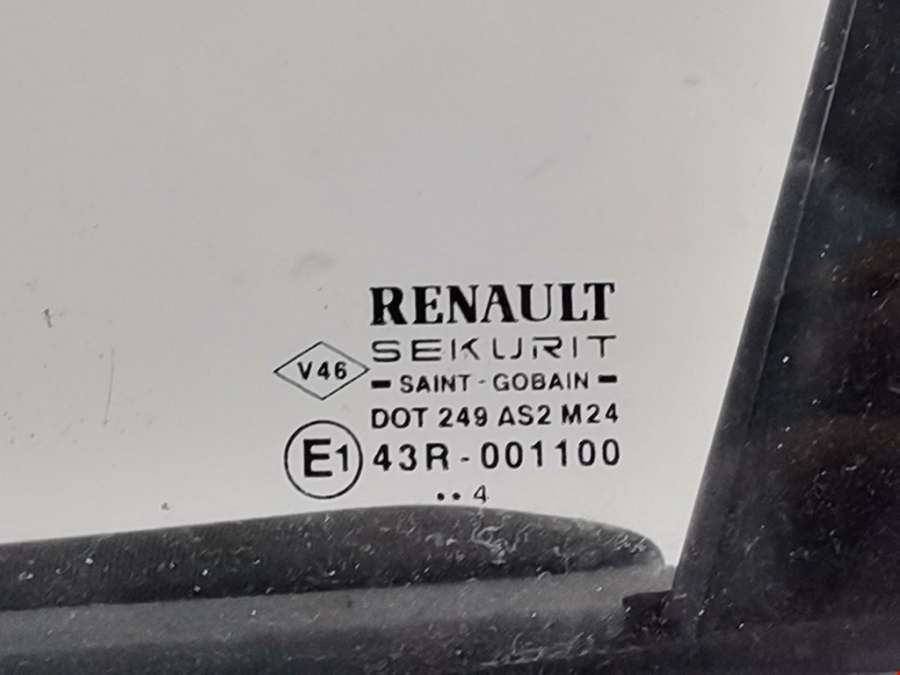 RENAULT
SEKURIT
V46
SAINT-GOBAIN
DOT 249 AS2 M24
E1 43R-001100
..4